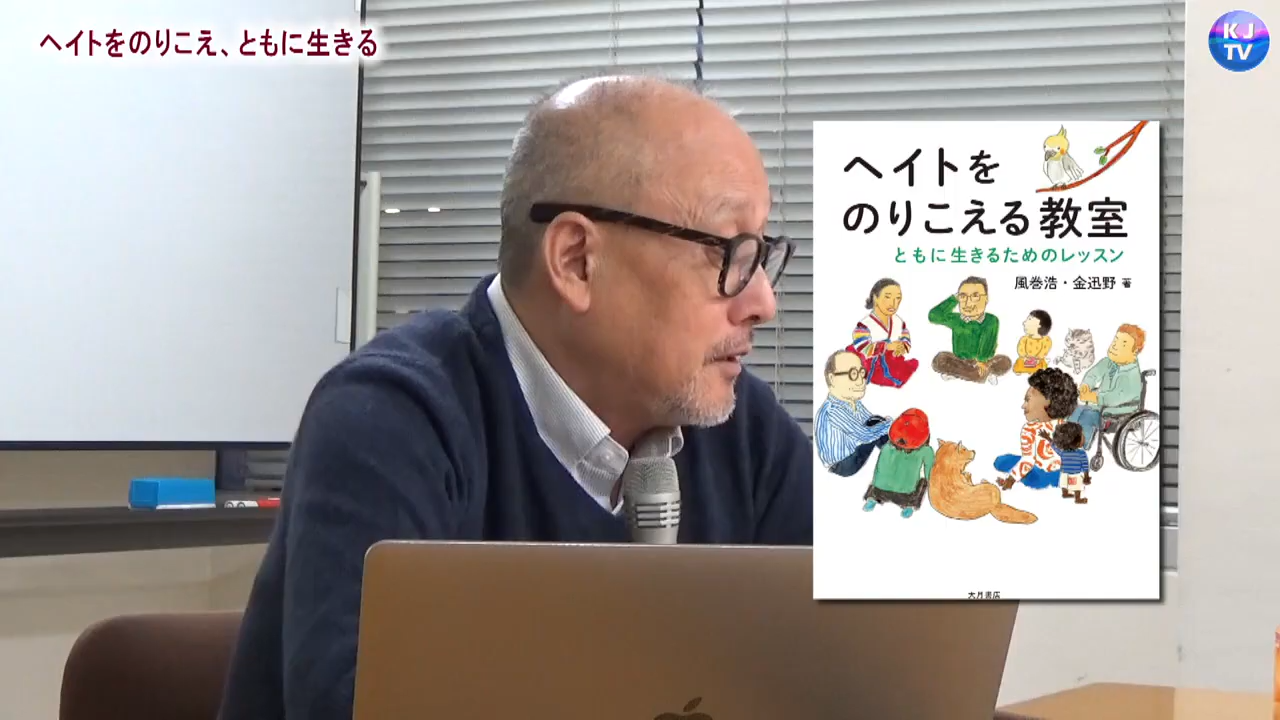 ヘイトをのりこえ、ともに生きる
KJ
TV
ヘイトを
のりこえる教室
ともに生きるためのレッスン
風巻浩・金迅野 著
大月書店